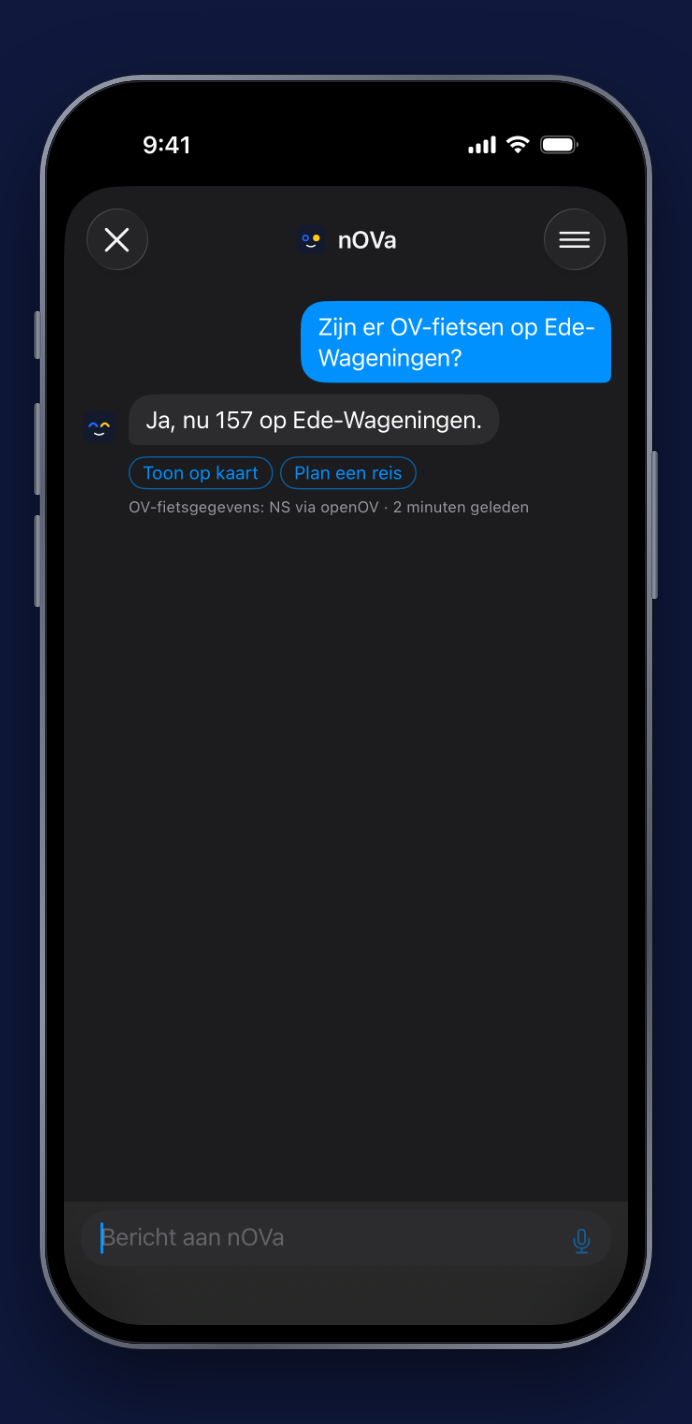 9:41
nOVa
Zijn er OV-fietsen op Ede-
Wageningen?
Ja, nu 157 op Ede-Wageningen.
Toon op kaart Plan een reis
OV-fietsgegevens: NS via openOV · 2 minuten geleden
Bericht aan nOVa